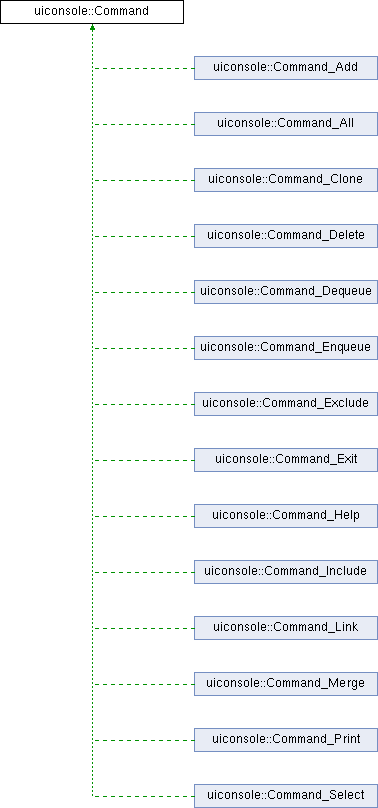 uiconsole::Command
uiconsole::Command_Add
uiconsole::Command_All
uiconsole::Command_Clone
uiconsole::Command_Delete
uiconsole::Command_Dequeue
uiconsole::Command_Enqueue
uiconsole::Command_Exclude
uiconsole::Command_Exit
uiconsole::Command_Help
uiconsole::Command_Include
uiconsole::Command_Link
uiconsole::Command_Merge
uiconsole::Command_Print
uiconsole::Command_Select